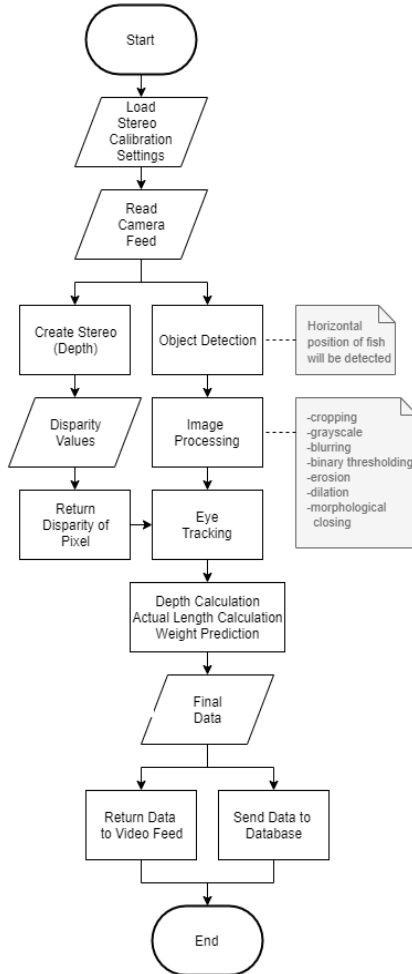 Start
Load
Stereo
Calibration
Settings
Read
Camera
Feed
Create Stereo
(Depth)
Object Detection
Horizontal
position of fish
will be detected
Disparity
Values
Image
Processing
-cropping
-grayscale
-blurring
-binary thresholding
-erosion
-dilation
-morphological
closing
Return
Disparity of
Pixel
Eye
Tracking
Depth Calculation
Actual Length Calculation
Weight Prediction
Final
Data
Return Data
to Video Feed
Send Data to
Database
End